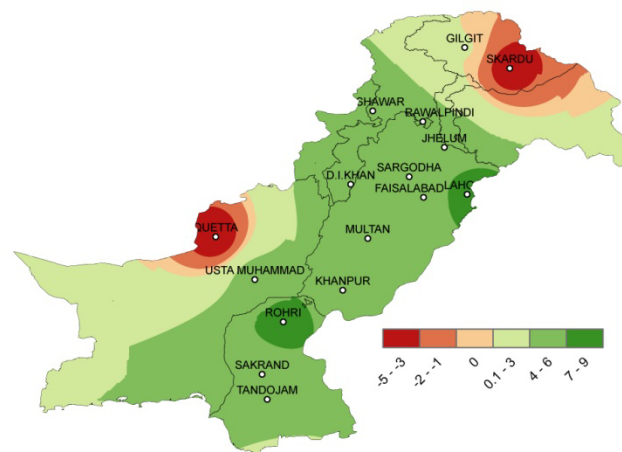 GILGIT
SKARDU
SHAWAR
RAWALPINDI
JHELUM
SARGODHA
D.I.KHAN
FAISALABAD
LAHO
QUETTA
MULTAN
USTA MUHAMMAD
KHANPUR
ROHRI
SAKRAND
TANDOJAM
-5 - -3
-2 - -1
0
0.1 - 3
4 - 6
7 - 9